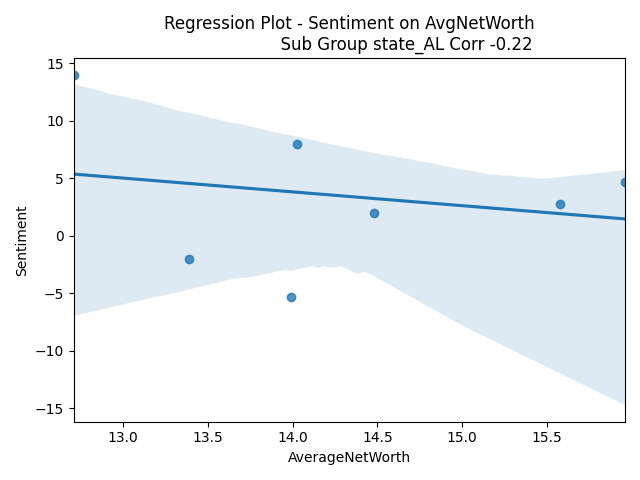 Regression Plot - Sentiment on AvgNetWorth
Sub Group state_AL Corr -0.22
15
10
5
0
−5
−10
−15
Sentiment
13.0 13.5 14.0 14.5 15.0 15.5
AverageNetWorth